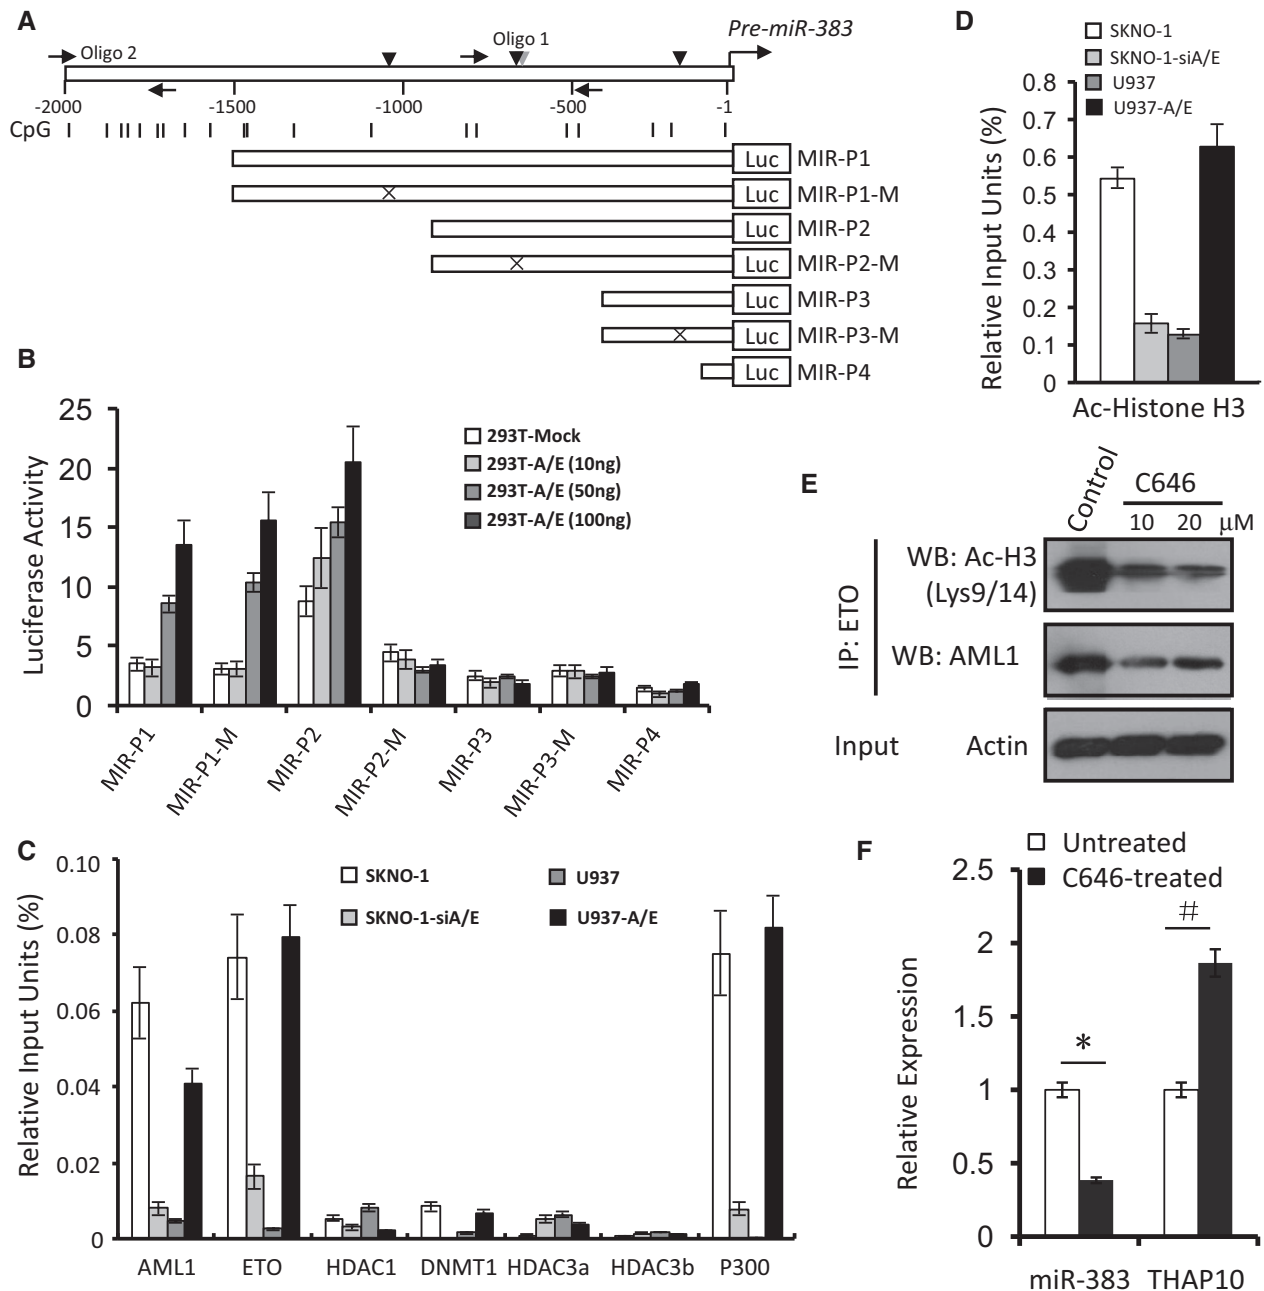 A
Oligo 2
Oligo 1
Pre-miR-383
-2000
-1500
-1000
-500
-1
CpG
Luc MIR-P1
Luc MIR-P1-M
Luc MIR-P2
Luc MIR-P2-M
Luc MIR-P3
Luc MIR-P3-M
Luc MIR-P4
B
Luciferase Activity
25
20
15
10
5
0
293T-Mock
293T-A/E (10ng)
293T-A/E (50ng)
293T-A/E (100ng)
MIR-P1
MIR-P1-M
MIR-P2
MIR-P2-M
MIR-P3
MIR-P3-M
MIR-P4
C
Relative Input Units (%)
0.10
0.08
0.06
0.04
0.02
0
SKNO-1
SKNO-1-siA/E
U937
U937-A/E
AML1
ETO
HDAC1
DNMT1
HDAC3a
HDAC3b
P300
D
SKNO-1
SKNO-1-siA/E
U937
U937-A/E
Relative Input Units (%)
0.8
0.7
0.6
0.5
0.4
0.3
0.2
0.1
0
Ac-Histone H3
E
Control
C646
10 20 µM
IP: ETO
WB: Ac-H3
(Lys9/14)
WB: AML1
Input Actin
F
Untreated
C646-treated
Relative Expression
2.5
2
1.5
1
0.5
0
*
#
miR-383
THAP10